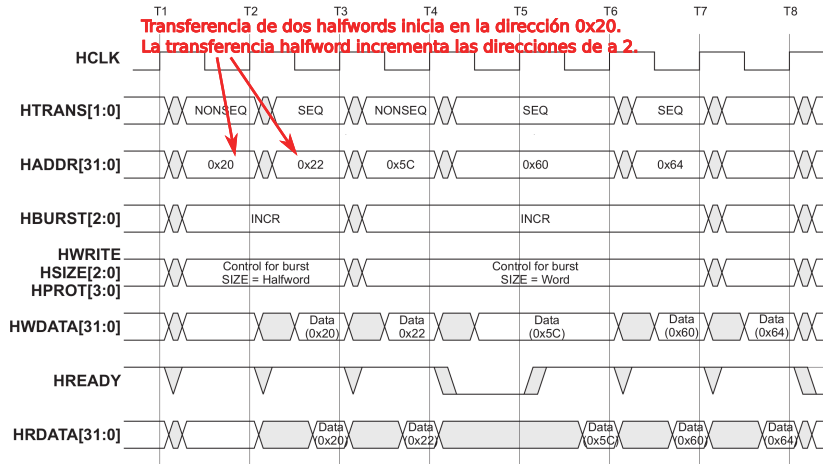 T1 T2 T3 T4 T5 T6 T7 T8
Transferencia de dos halfwords inicia en la dirección 0x20.
La transferencia halfword incrementa las direcciones de a 2.
HCLK
HTRANS[1:0] NONSEQ SEQ NONSEQ SEQ SEQ
HADDR[31:0] 0x20 0x22 0x5C 0x60 0x64
HBURST[2:0] INCR INCR
HWRITE
HSIZE[2:0]
HPROT[3:0]
Control for burst Control for burst
SIZE = Halfword SIZE = Word
HWDATA[31:0]
Data Data Data Data Data
(0x20) 0x22 (0x5C) (0x60) (0x64)
HREADY
HRDATA[31:0]
Data Data Data Data Data
(0x20) (0x22) (0x5C) (0x60) (0x64)